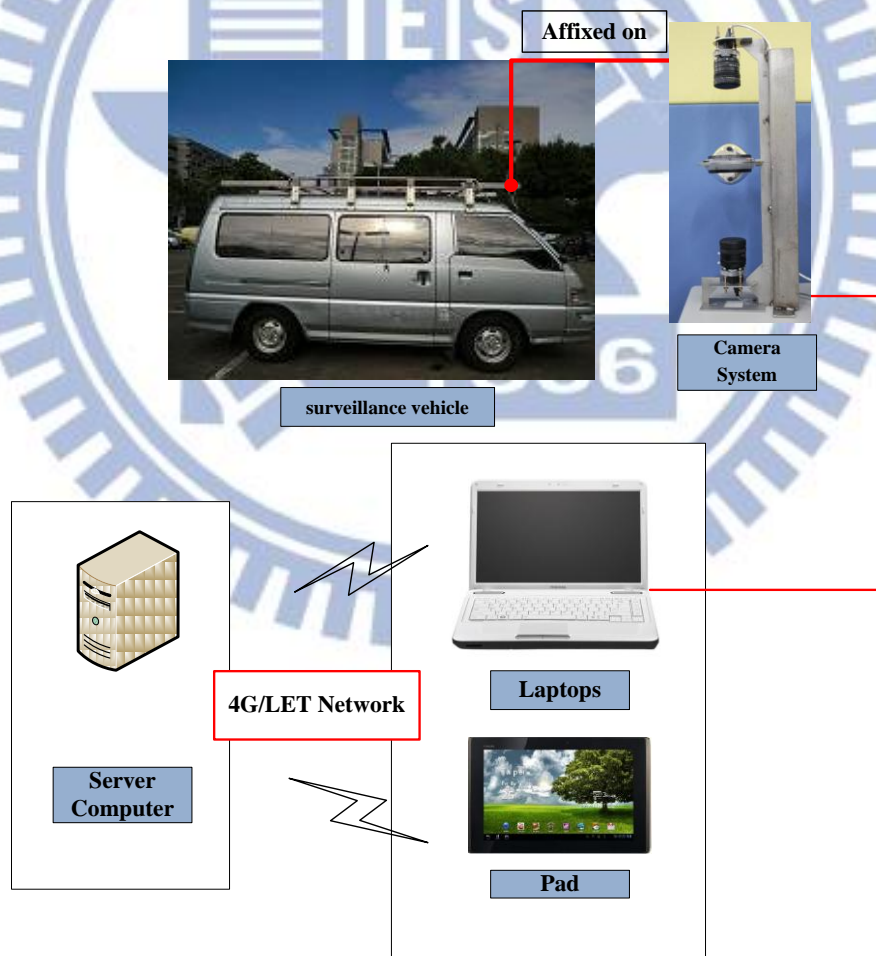 Affixed on
Camera
System
surveillance vehicle
4G/LET Network
Laptops
Server
Computer
Pad